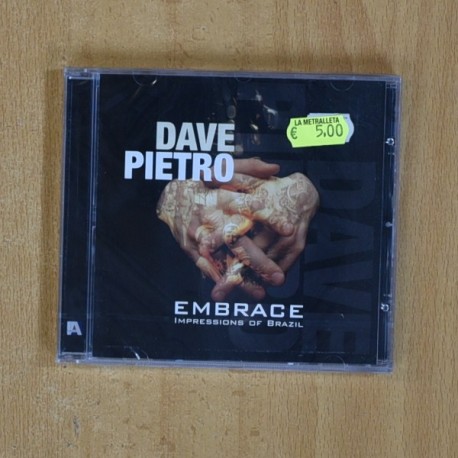 LA METRALLETA
€ 5,00
DAVE
PIETRO
EMBRACE
IMPRESSIONS OF BRAZIL
A
DAVE